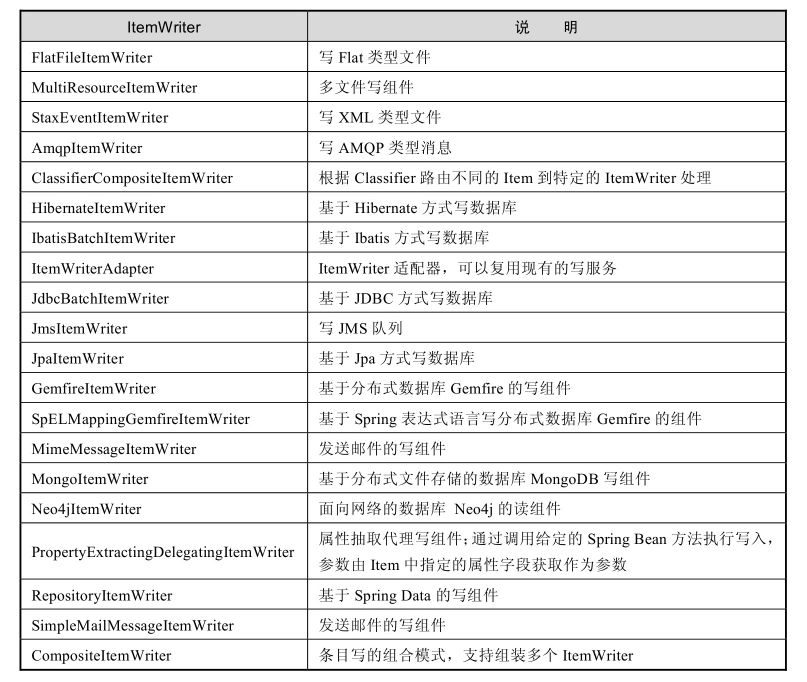 ItemWriter 说 明
FlatFileItemWriter 写 Flat 类型文件
MultiResourceItemWriter 多文件写组件
StaxEventItemWriter 写 XML 类型文件
AmqpItemWriter 写 AMQP 类型消息
ClassifierCompositeItemWriter 根据 Classifier 路由不同的 Item 到特定的 ItemWriter 处理
HibernateItemWriter 基于 Hibernate 方式写数据库
IbatisBatchItemWriter 基于 Ibatis 方式写数据库
ItemWriterAdapter ItemWriter 适配器，可以复用现有的写服务
JdbcBatchItemWriter 基于 JDBC 方式写数据库
JmsItemWriter 写 JMS 队列
JpaItemWriter 基于 Jpa 方式写数据库
GemfireItemWriter 基于分布式数据库 Gemfire 的写组件
SpELMappingGemfireItemWriter 基于 Spring 表达式语言写分布式数据库 Gemfire 的组件
MimeMessageItemWriter 发送邮件的写组件
MongoItemWriter 基于分布式文件存储的数据库 MongoDB 写组件
Neo4jItemWriter 面向网络的数据库 Neo4j 的读组件
PropertyExtractingDelegatingItemWriter 属性抽取代理写组件；通过调用给定的 Spring Bean 方法执行写入，
参数由 Item 中指定的属性字段获取作为参数
RepositoryItemWriter 基于 Spring Data 的写组件
SimpleMailMessageItemWriter 发送邮件的写组件
CompositeItemWriter 条目写的组合模式，支持组装多个 ItemWriter